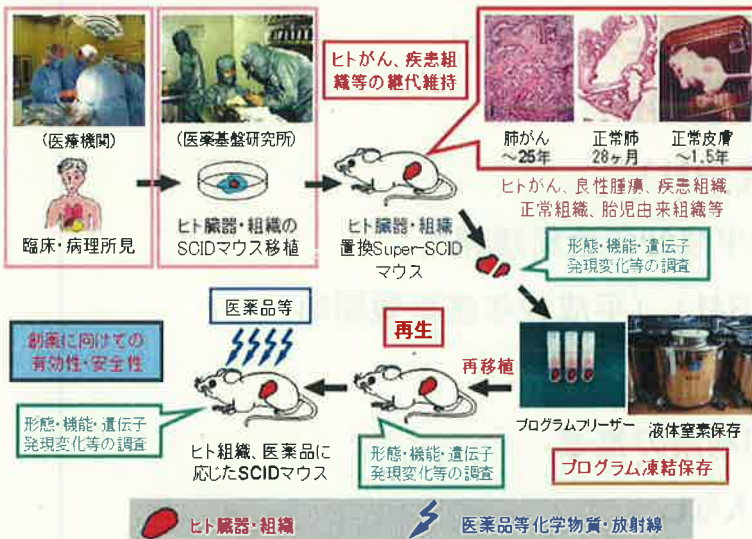 (医療機関)
臨床・病理所見
(医薬基盤研究所)
ヒト臓器・組織の
SCIDマウス移植
ヒトがん、疾患組
織等の継代維持
肺がん
～25年
正常肺
28ヶ月
正常皮膚
～1.5年
ヒトがん、良性腫瘍、疾患組織、
正常組織、胎児由来組織等
ヒト臓器・組織
置換Super-SCID
マウス
形態・機能・遺伝子
発現変化等の調査
プログラムフリーザー
液体窒素保存
プログラム凍結保存
再移植
再生
形態・機能・遺伝子
発現変化等の調査
医薬品等
ヒト組織、医薬品に
応じたSCIDマウス
創薬に向けての
有効性・安全性
形態・機能・遺伝子
発現変化等の調査
ヒト臓器・組織
医薬品等化学物質・放射線